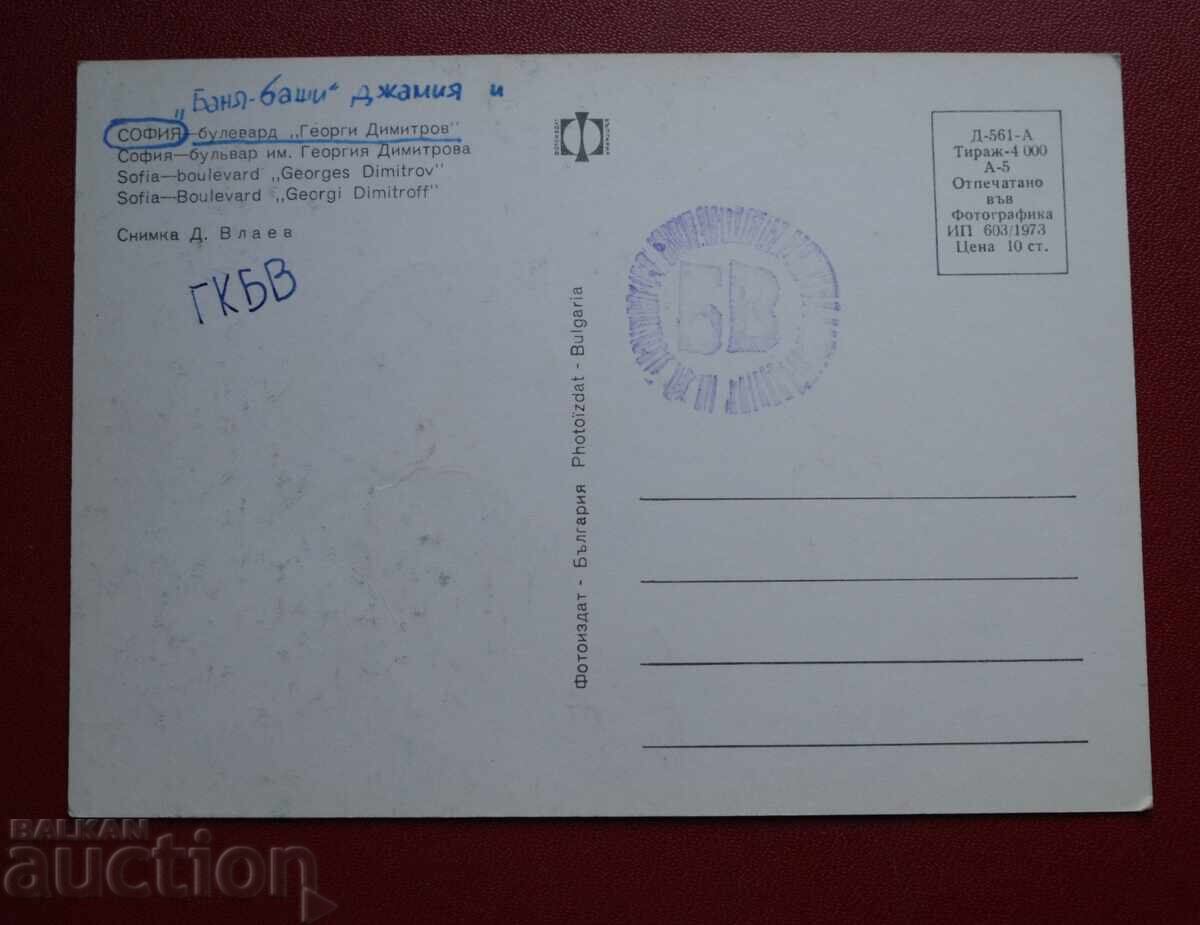 „Баня-баши“ джамия и
СОФИЯ—булевард „Георги Димитров"
София—бульвар им. Георгия Димитрова
Sofia—boulevard „Georges Dimitrov"
Sofia—Boulevard „Georgi Dimitroff"
Снимка Д. Влаев
ГКБВ
Фотоиздат - България Photoïzdat - Bulgaria
БВ
Д-561-А
Тираж-4 000
А-5
Отпечатано
във
Фотографика
ИП 603/1973
Цена 10 ст.
BALKAN
auction